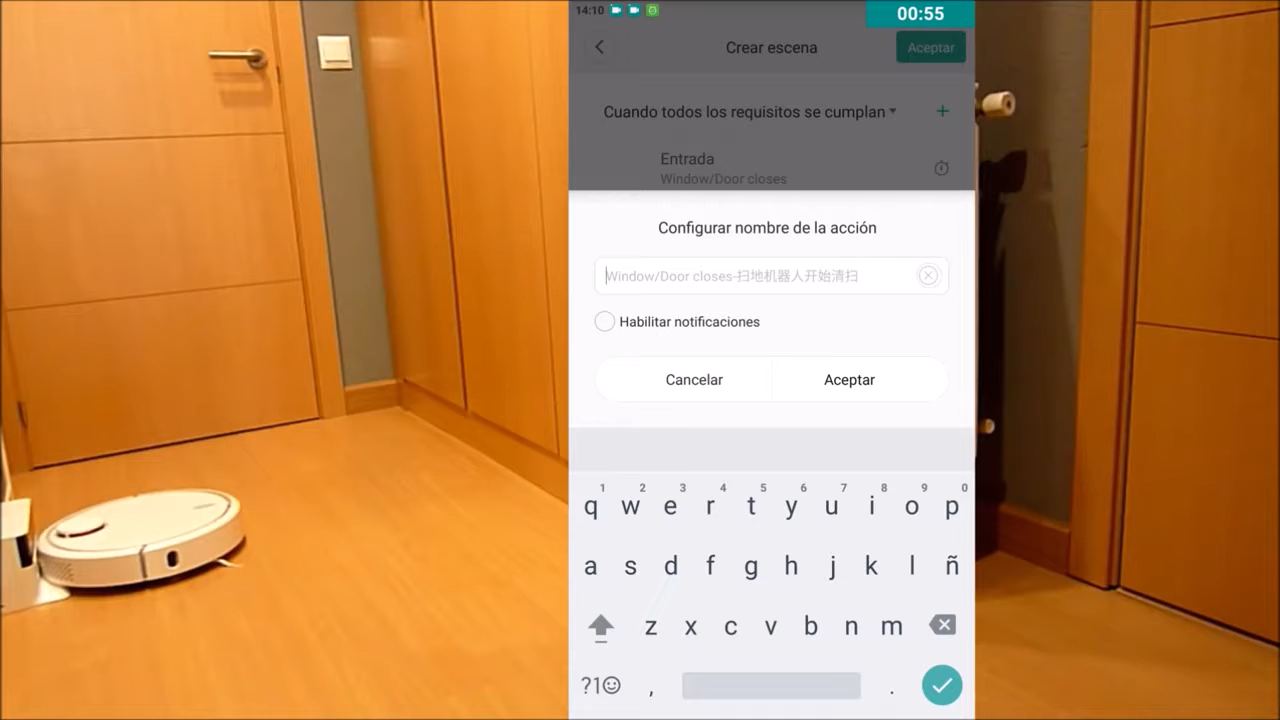 14:10
00:55
Crear escena
Aceptar
Cuando todos los requisitos se cumplan
Entrada
Window/Door closes
Configurar nombre de la acción
Window/Door closes-扫地机器人开始清扫
Habilitar notificaciones
Cancelar
Aceptar
1 2 3 4 5 6 7 8 9 0
q w e r t y u i o p
a s d f g h j k l ñ
z x c v b n m
?1 , .